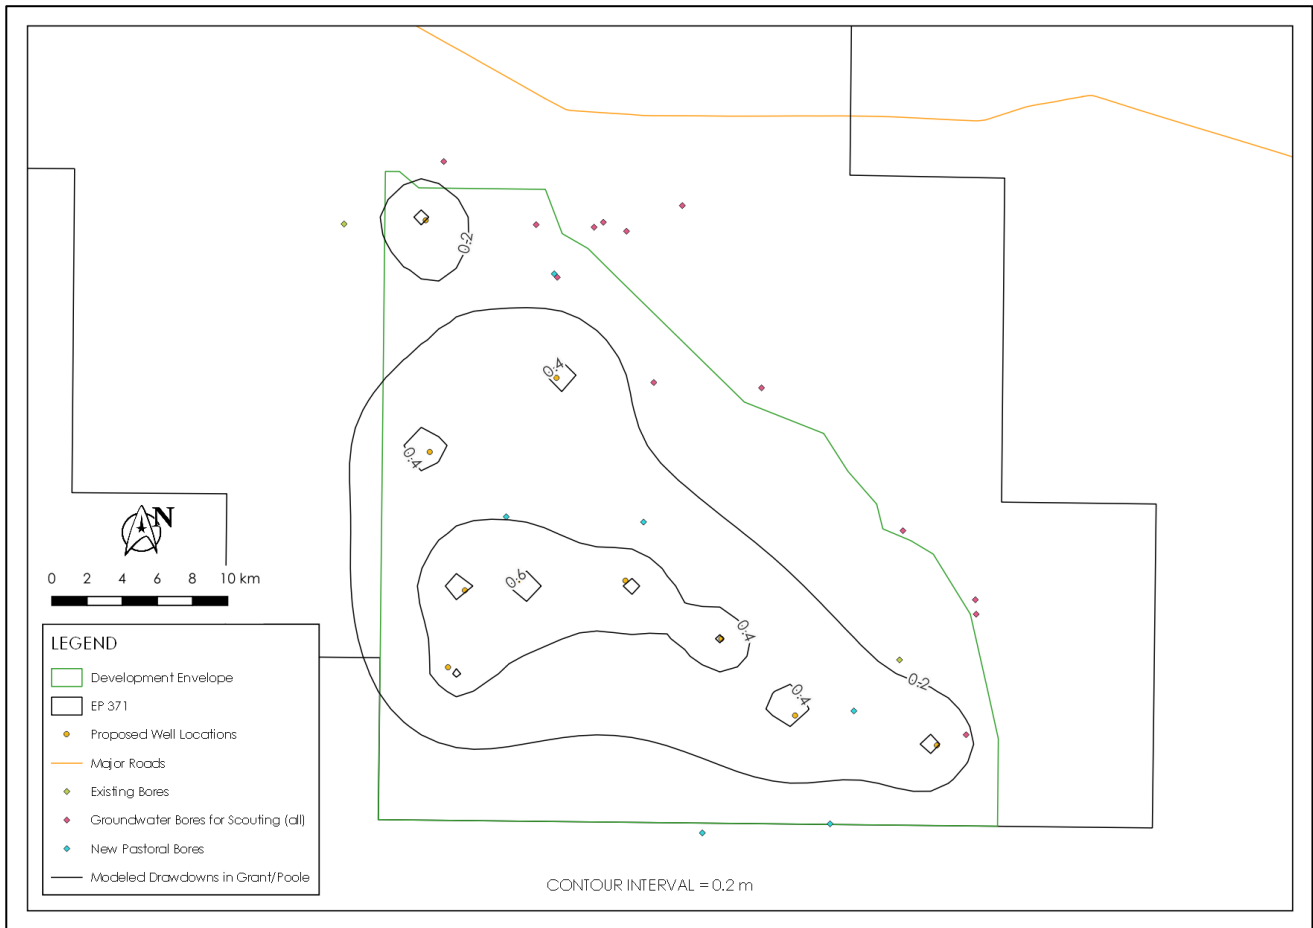 0.2
0.4
0.4
N
0 2 4 6 8 10 km
0.6
0.4
0.2
0.4
LEGEND
Development Envelope
EP 371
Proposed Well Locations
Major Roads
Existing Bores
Groundwater Bores for Scouting (all)
New Pastoral Bores
Modeled Drawdowns in Grant/Poole
CONTOUR INTERVAL = 0.2 m